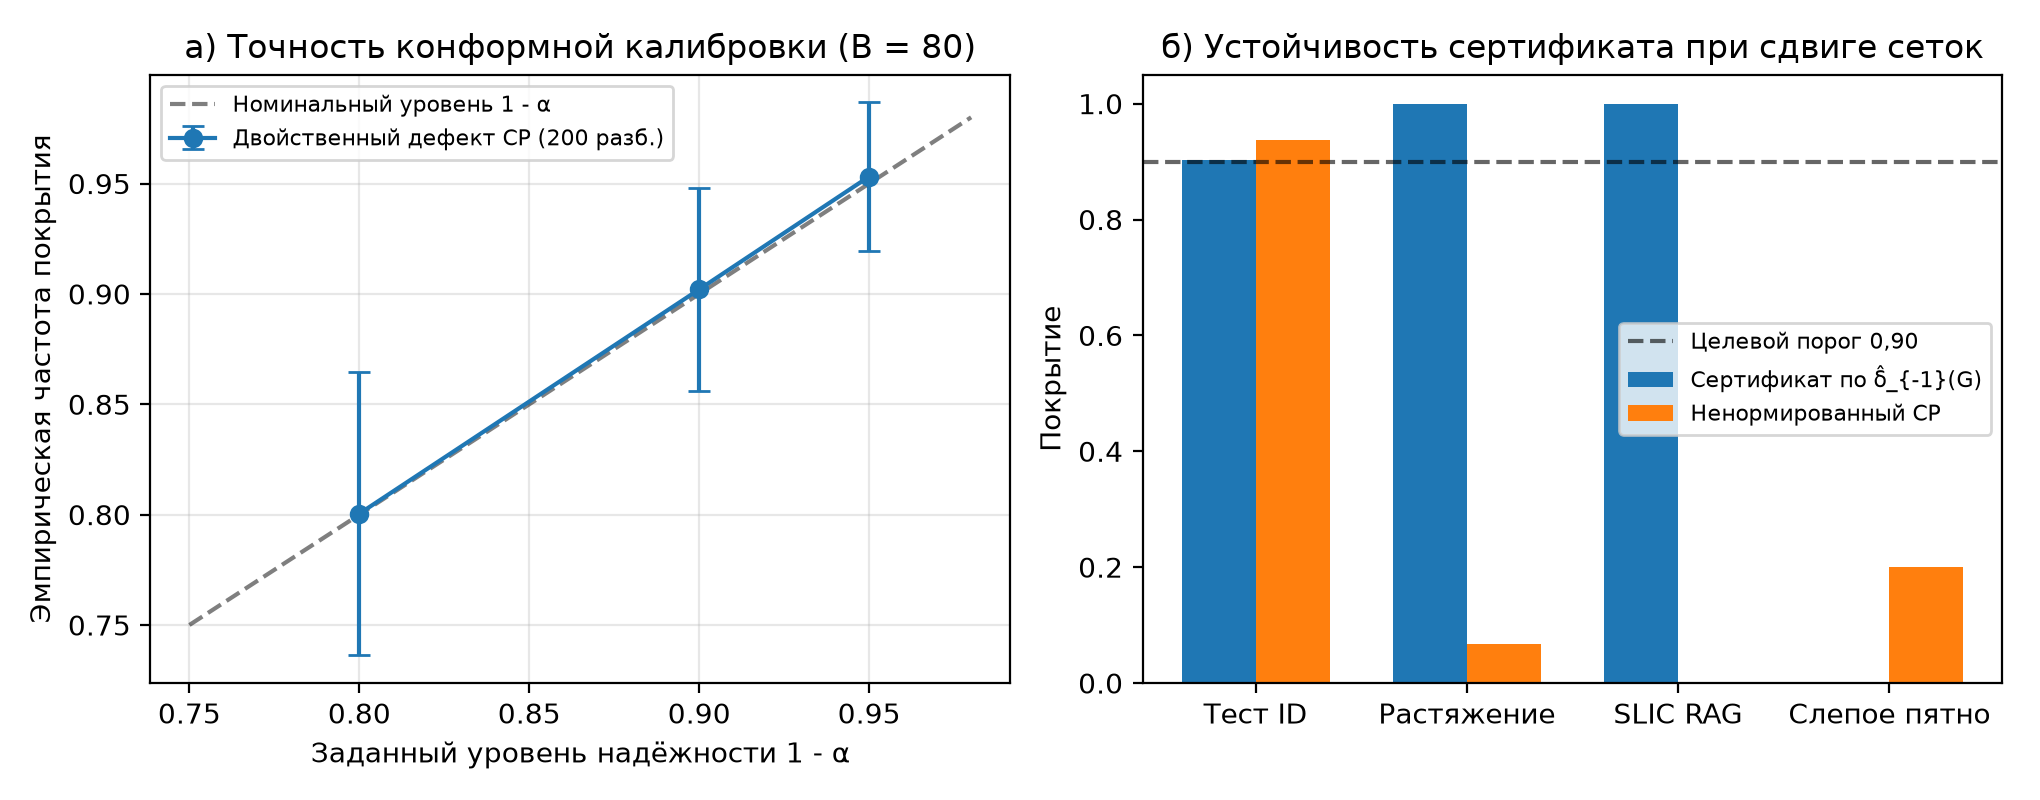 а) Точность конформной калибровки (B = 80)
Номинальный уровень 1 - α
Двойственный дефект CP (200 разб.)
Эмпирическая частота покрытия
0.95
0.90
0.85
0.80
0.75
0.75 0.80 0.85 0.90 0.95
Заданный уровень надёжности 1 - α
б) Устойчивость сертификата при сдвиге сеток
Покрытие
1.0
0.8
0.6
0.4
0.2
0.0
Целевой порог 0,90
Сертификат по δ̂_{-1}(G)
Ненормированный CP
Тест ID Растяжение SLIC RAG Слепое пятно